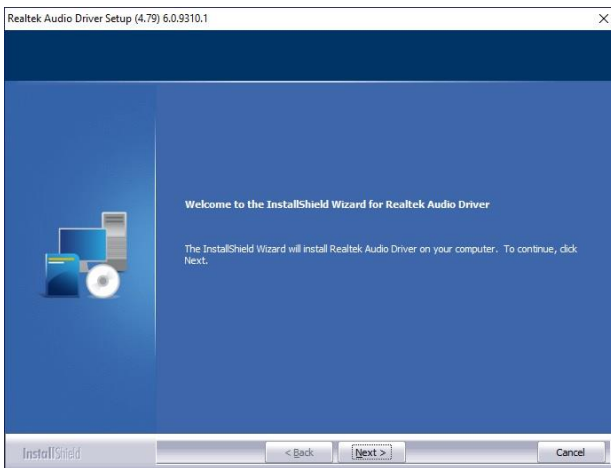 Realtek Audio Driver Setup (4.79) 6.0.9310.1
Welcome to the InstallShield Wizard for Realtek Audio Driver
The InstallShield Wizard will install Realtek Audio Driver on your computer. To continue, click
Next.
InstallShield
< Back
Next >
Cancel